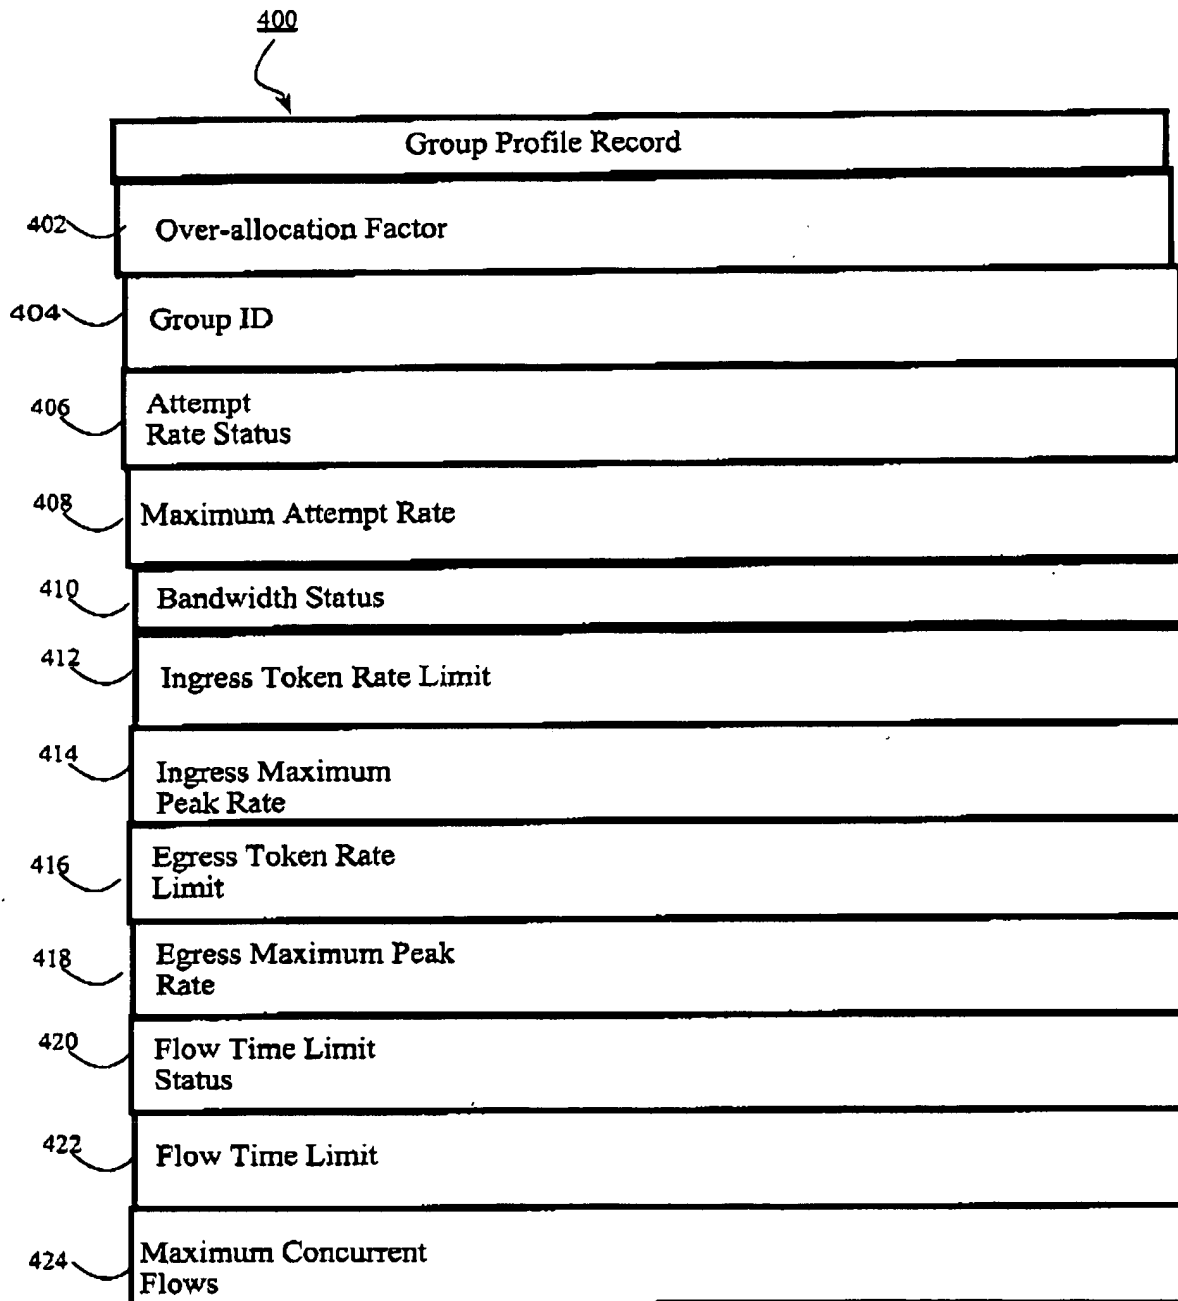 400
Group Profile Record
402
Over-allocation Factor
404
Group ID
406
Attempt
Rate Status
408
Maximum Attempt Rate
410
Bandwidth Status
412
Ingress Token Rate Limit
414
Ingress Maximum
Peak Rate
416
Egress Token Rate
Limit
418
Egress Maximum Peak
Rate
420
Flow Time Limit
Status
422
Flow Time Limit
424
Maximum Concurrent
Flows